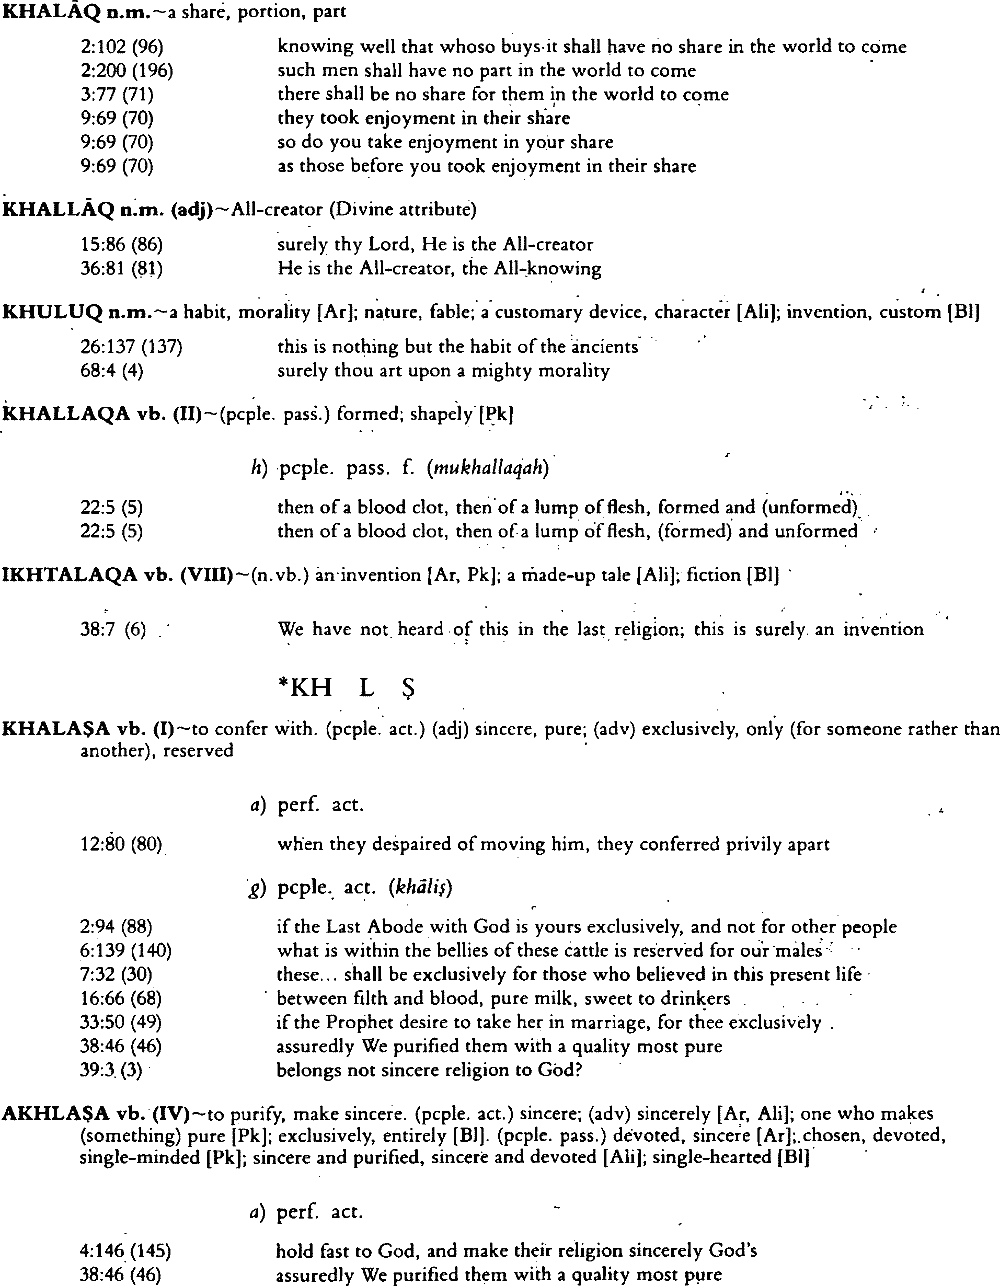 KHALĀQ n.m.~a share, portion, part
2:102 (96) knowing well that whoso buys it shall have no share in the world to come
2:200 (196) such men shall have no part in the world to come
3:77 (71) there shall be no share for them in the world to come
9:69 (70) they took enjoyment in their share
9:69 (70) so do you take enjoyment in your share
9:69 (70) as those before you took enjoyment in their share
KHALLĀQ n.m. (adj)~All-creator (Divine attribute)
15:86 (86) surely thy Lord, He is the All-creator
36:81 (81) He is the All-creator, the All-knowing
KHULUQ n.m.~a habit, morality [Ar]; nature, fable; a customary device, character [Ali]; invention, custom [Bl]
26:137 (137) this is nothing but the habit of the ancients
68:4 (4) surely thou art upon a mighty morality
KHALLAQA vb. (II)~(pcple. pass.) formed; shapely [Pk]
h) pcple. pass. f. (mukhallaqah)
22:5 (5) then of a blood clot, then of a lump of flesh, formed and (unformed)
22:5 (5) then of a blood clot, then of a lump of flesh, (formed) and unformed
IKHTALAQA vb. (VIII)~(n.vb.) an invention [Ar, Pk]; a made-up tale [Ali]; fiction [Bl]
38:7 (6) We have not heard of this in the last religion; this is surely an invention
*KH L Ṣ
KHALAṢA vb. (I)~to confer with. (pcple. act.) (adj) sincere, pure; (adv) exclusively, only (for someone rather than
another), reserved
a) perf. act.
12:80 (80) when they despaired of moving him, they conferred privily apart
g) pcple. act. (khāliṣ)
2:94 (88) if the Last Abode with God is yours exclusively, and not for other people
6:139 (140) what is within the bellies of these cattle is reserved for our males
7:32 (30) these... shall be exclusively for those who believed in this present life
16:66 (68) between filth and blood, pure milk, sweet to drinkers
33:50 (49) if the Prophet desire to take her in marriage, for thee exclusively
38:46 (46) assuredly We purified them with a quality most pure
39:3 (3) belongs not sincere religion to God?
AKHLAṢA vb. (IV)~to purify, make sincere. (pcple. act.) sincere; (adv) sincerely [Ar, Ali]; one who makes
(something) pure [Pk]; exclusively, entirely [Bl]. (pcple. pass.) devoted, sincere [Ar]; chosen, devoted,
single-minded [Pk]; sincere and purified, sincere and devoted [Ali]; single-hearted [Bl]
a) perf. act.
4:146 (145) hold fast to God, and make their religion sincerely God's
38:46 (46) assuredly We purified them with a quality most pure